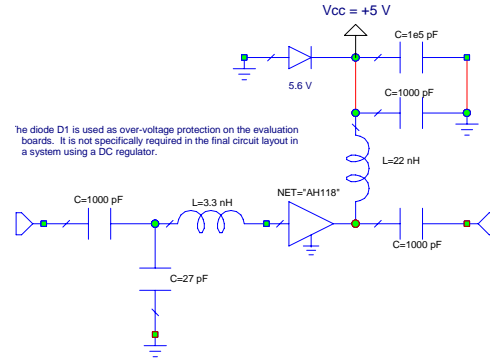 Vcc = +5 V
C=1e5 pF
5.6 V
C=1000 pF
he diode D1 is used as over-voltage protection on the evaluation
boards. It is not specifically required in the final circuit layout in
a system using a DC regulator.
L=22 nH
C=1000 pF
L=3.3 nH
NET="AH118"
C=1000 pF
C=27 pF